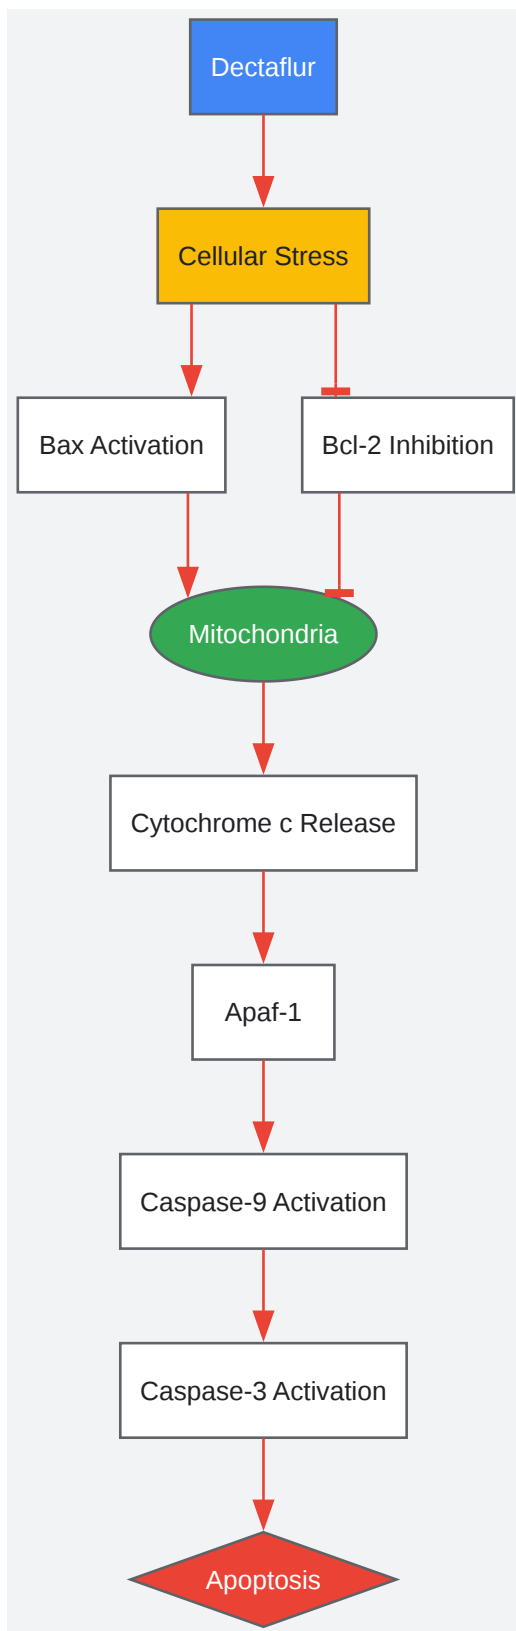 Dectaflur
Cellular Stress
Bax Activation
Bcl-2 Inhibition
Mitochondria
Cytochrome c Release
Apaf-1
Caspase-9 Activation
Caspase-3 Activation
Apoptosis